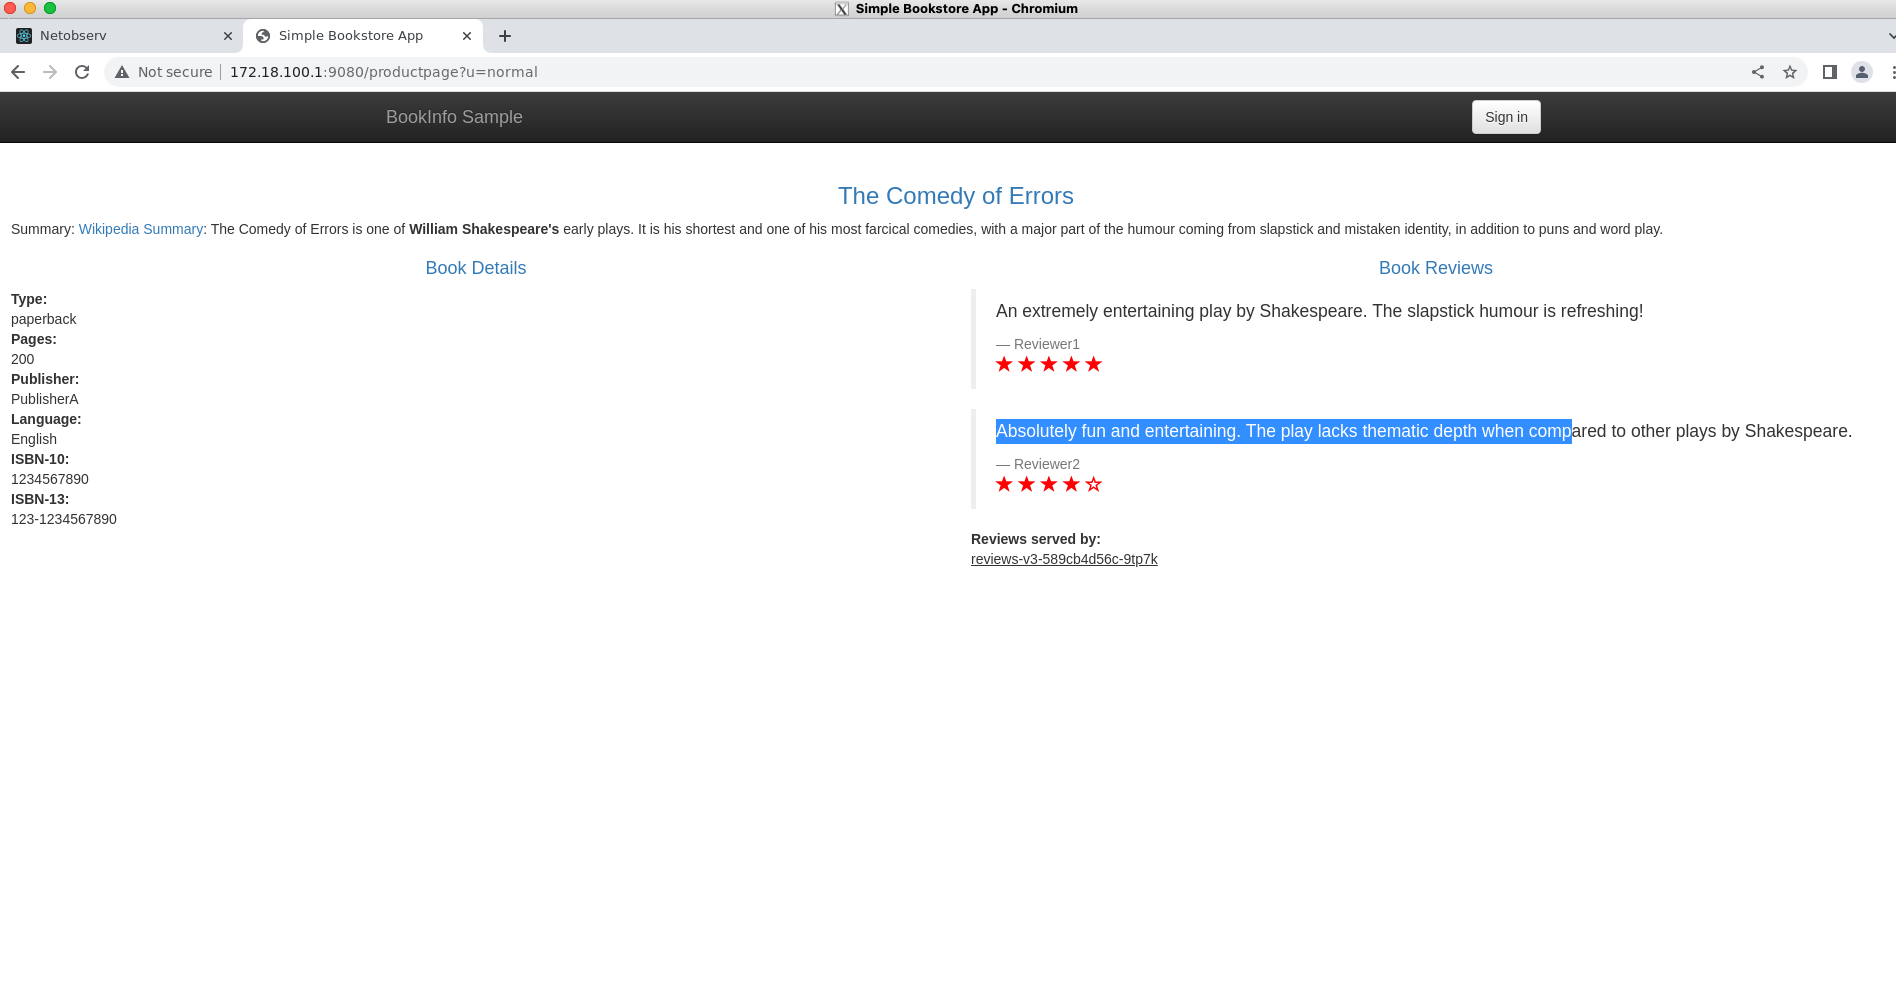 Simple Bookstore App - Chromium
Netobserv
Simple Bookstore App
Not secure 172.18.100.1:9080/productpage?u=normal
BookInfo Sample
Sign in
The Comedy of Errors
Summary: Wikipedia Summary: The Comedy of Errors is one of William Shakespeare's early plays. It is his shortest and one of his most farcical comedies, with a major part of the humour coming from slapstick and mistaken identity, in addition to puns and word play.
Book Details
Type:
paperback
Pages:
200
Publisher:
PublisherA
Language:
English
ISBN-10:
1234567890
ISBN-13:
123-1234567890
Book Reviews
An extremely entertaining play by Shakespeare. The slapstick humour is refreshing!
— Reviewer1
★ ★ ★ ★ ★
Absolutely fun and entertaining. The play lacks thematic depth when compared to other plays by Shakespeare.
— Reviewer2
★ ★ ★ ★ ☆
Reviews served by:
reviews-v3-589cb4d56c-9tp7k